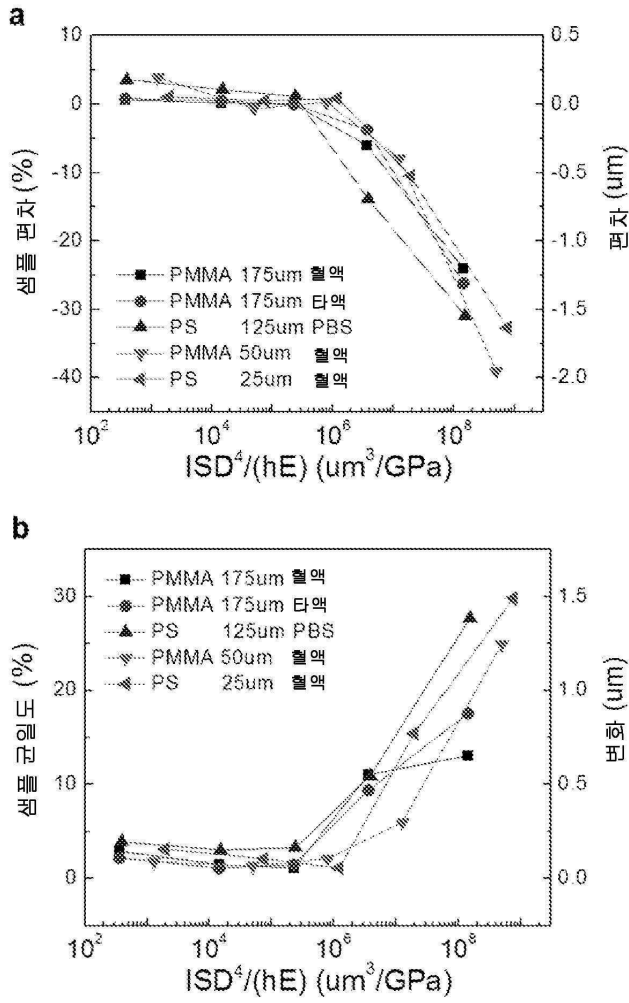 a
10
0
-10
-20
-30
-40
샘플 편차 (%)
0.5
0.0
-0.5
-1.0
-1.5
-2.0
편차 (um)
PMMA 175um 혈액
PMMA 175um 타액
PS 125um PBS
PMMA 50um 혈액
PS 25um 혈액
10² 10⁴ 10⁶ 10⁸
ISD⁴/(hE) (um³/GPa)
b
30
20
10
0
샘플 균일도 (%)
1.5
1.0
0.5
0.0
변화 (um)
PMMA 175um 혈액
PMMA 175um 타액
PS 125um PBS
PMMA 50um 혈액
PS 25um 혈액
10² 10⁴ 10⁶ 10⁸
ISD⁴/(hE) (um³/GPa)